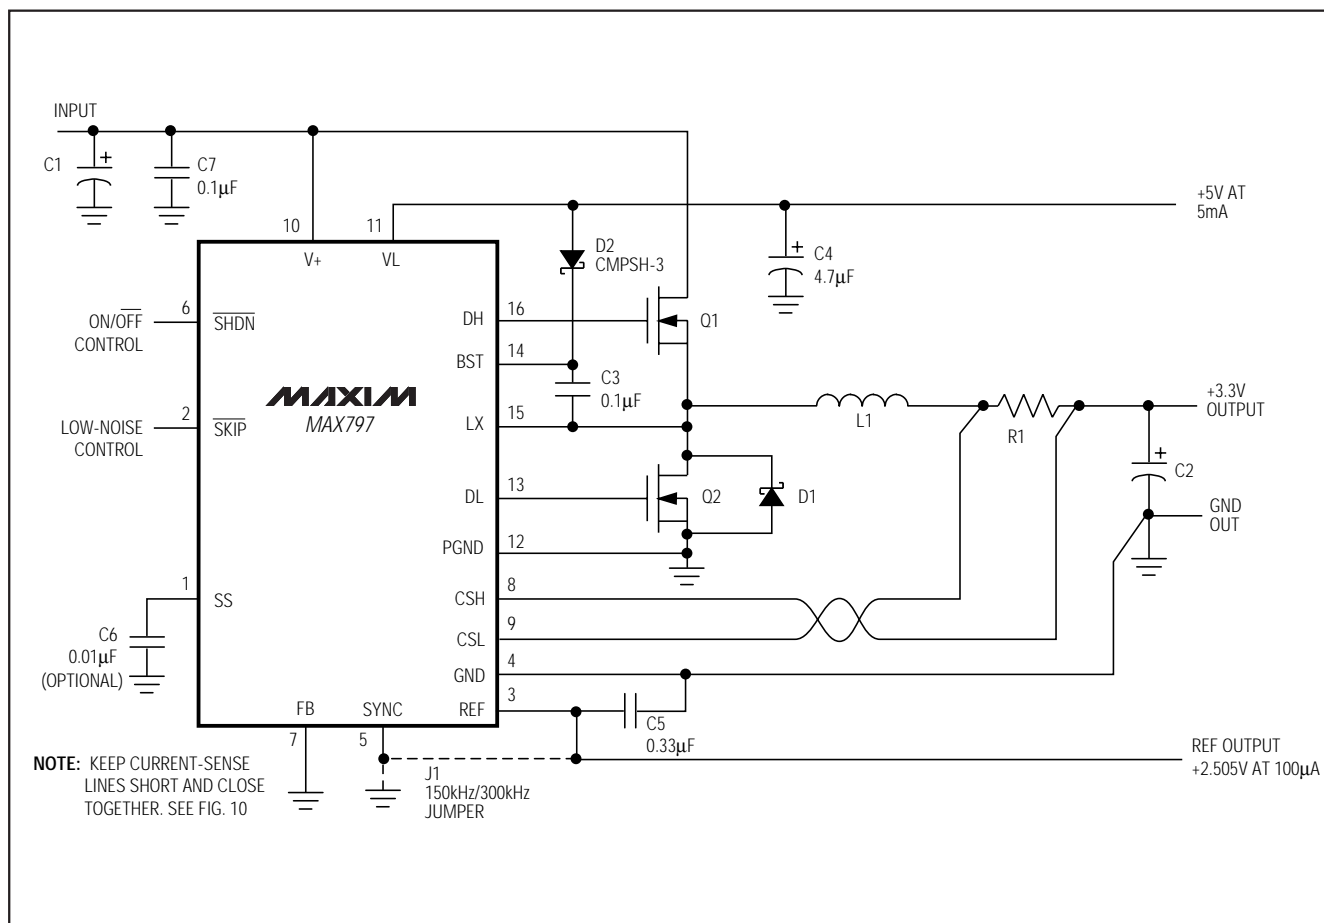 INPUT
C1
+
C7
0.1μF
+5V AT
5mA
10
11
V+
VL
D2
CMPSH-3
+
C4
4.7μF
6
ON/OFF
CONTROL
SHDN
DH
16
Q1
BST
14
MAXIM
MAX797
C3
0.1μF
2
LOW-NOISE
CONTROL
SKIP
LX
15
L1
R1
+3.3V
OUTPUT
+
C2
DL
13
Q2
D1
GND
OUT
PGND
12
1
SS
CSH
8
C6
0.01μF
(OPTIONAL)
CSL
9
GND
4
REF
3
FB
SYNC
7
5
C5
0.33μF
J1
150kHz/300kHz
JUMPER
REF OUTPUT
+2.505V AT 100μA
NOTE: KEEP CURRENT-SENSE
LINES SHORT AND CLOSE
TOGETHER. SEE FIG. 10